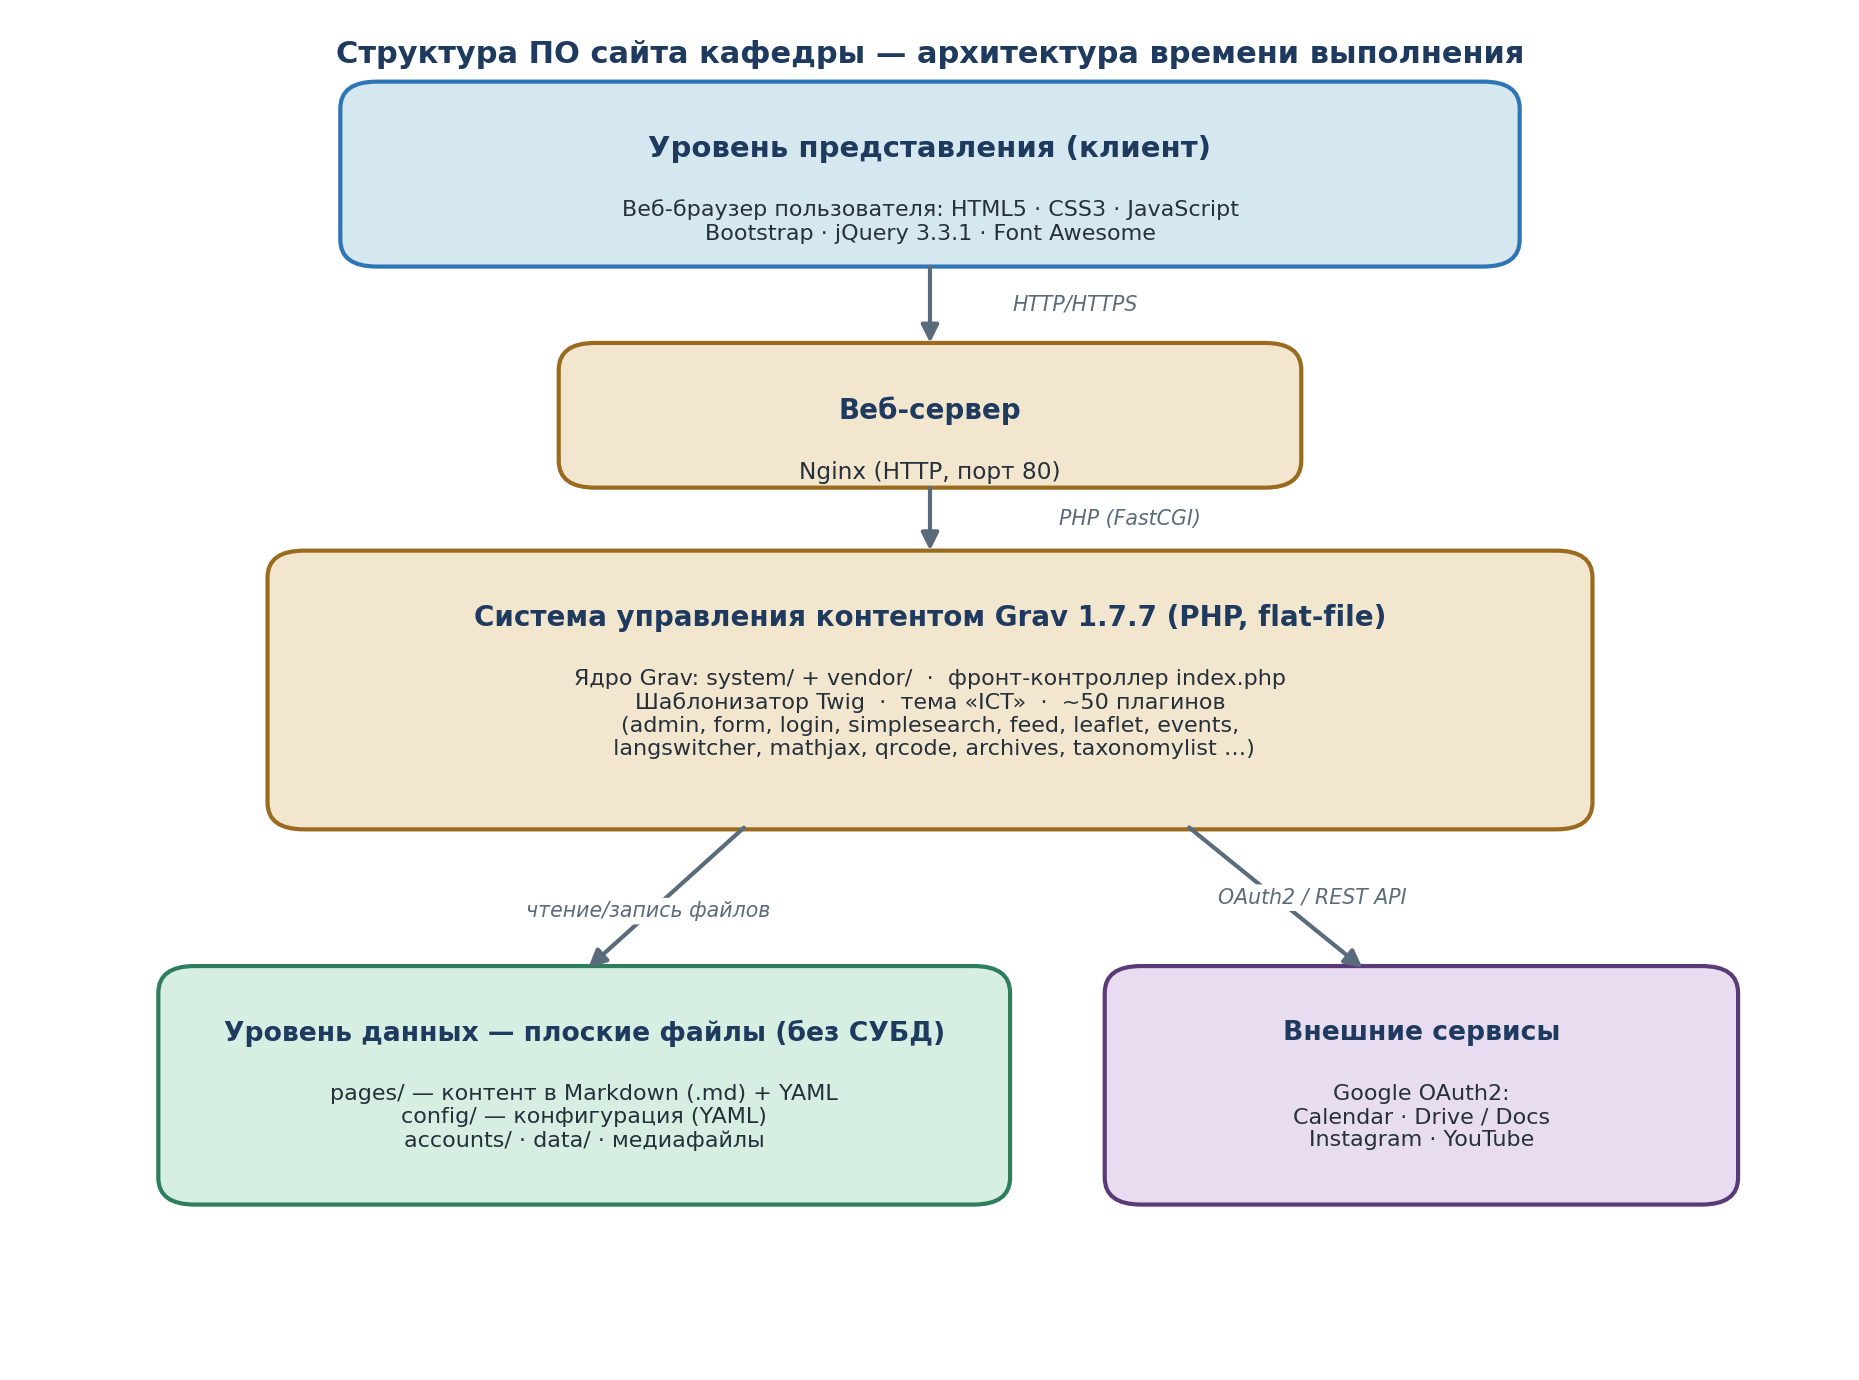 Структура ПО сайта кафедры — архитектура времени выполнения
Уровень представления (клиент)
Веб-браузер пользователя: HTML5 · CSS3 · JavaScript
Bootstrap · jQuery 3.3.1 · Font Awesome
HTTP/HTTPS
Веб-сервер
Nginx (HTTP, порт 80)
PHP (FastCGI)
Система управления контентом Grav 1.7.7 (PHP, flat-file)
Ядро Grav: system/ + vendor/ · фронт-контроллер index.php
Шаблонизатор Twig · тема «ICT» · ~50 плагинов
(admin, form, login, simplesearch, feed, leaflet, events,
langswitcher, mathjax, qrcode, archives, taxonomylist …)
чтение/запись файлов
OAuth2 / REST API
Уровень данных — плоские файлы (без СУБД)
pages/ — контент в Markdown (.md) + YAML
config/ — конфигурация (YAML)
accounts/ · data/ · медиафайлы
Внешние сервисы
Google OAuth2:
Calendar · Drive / Docs
Instagram · YouTube